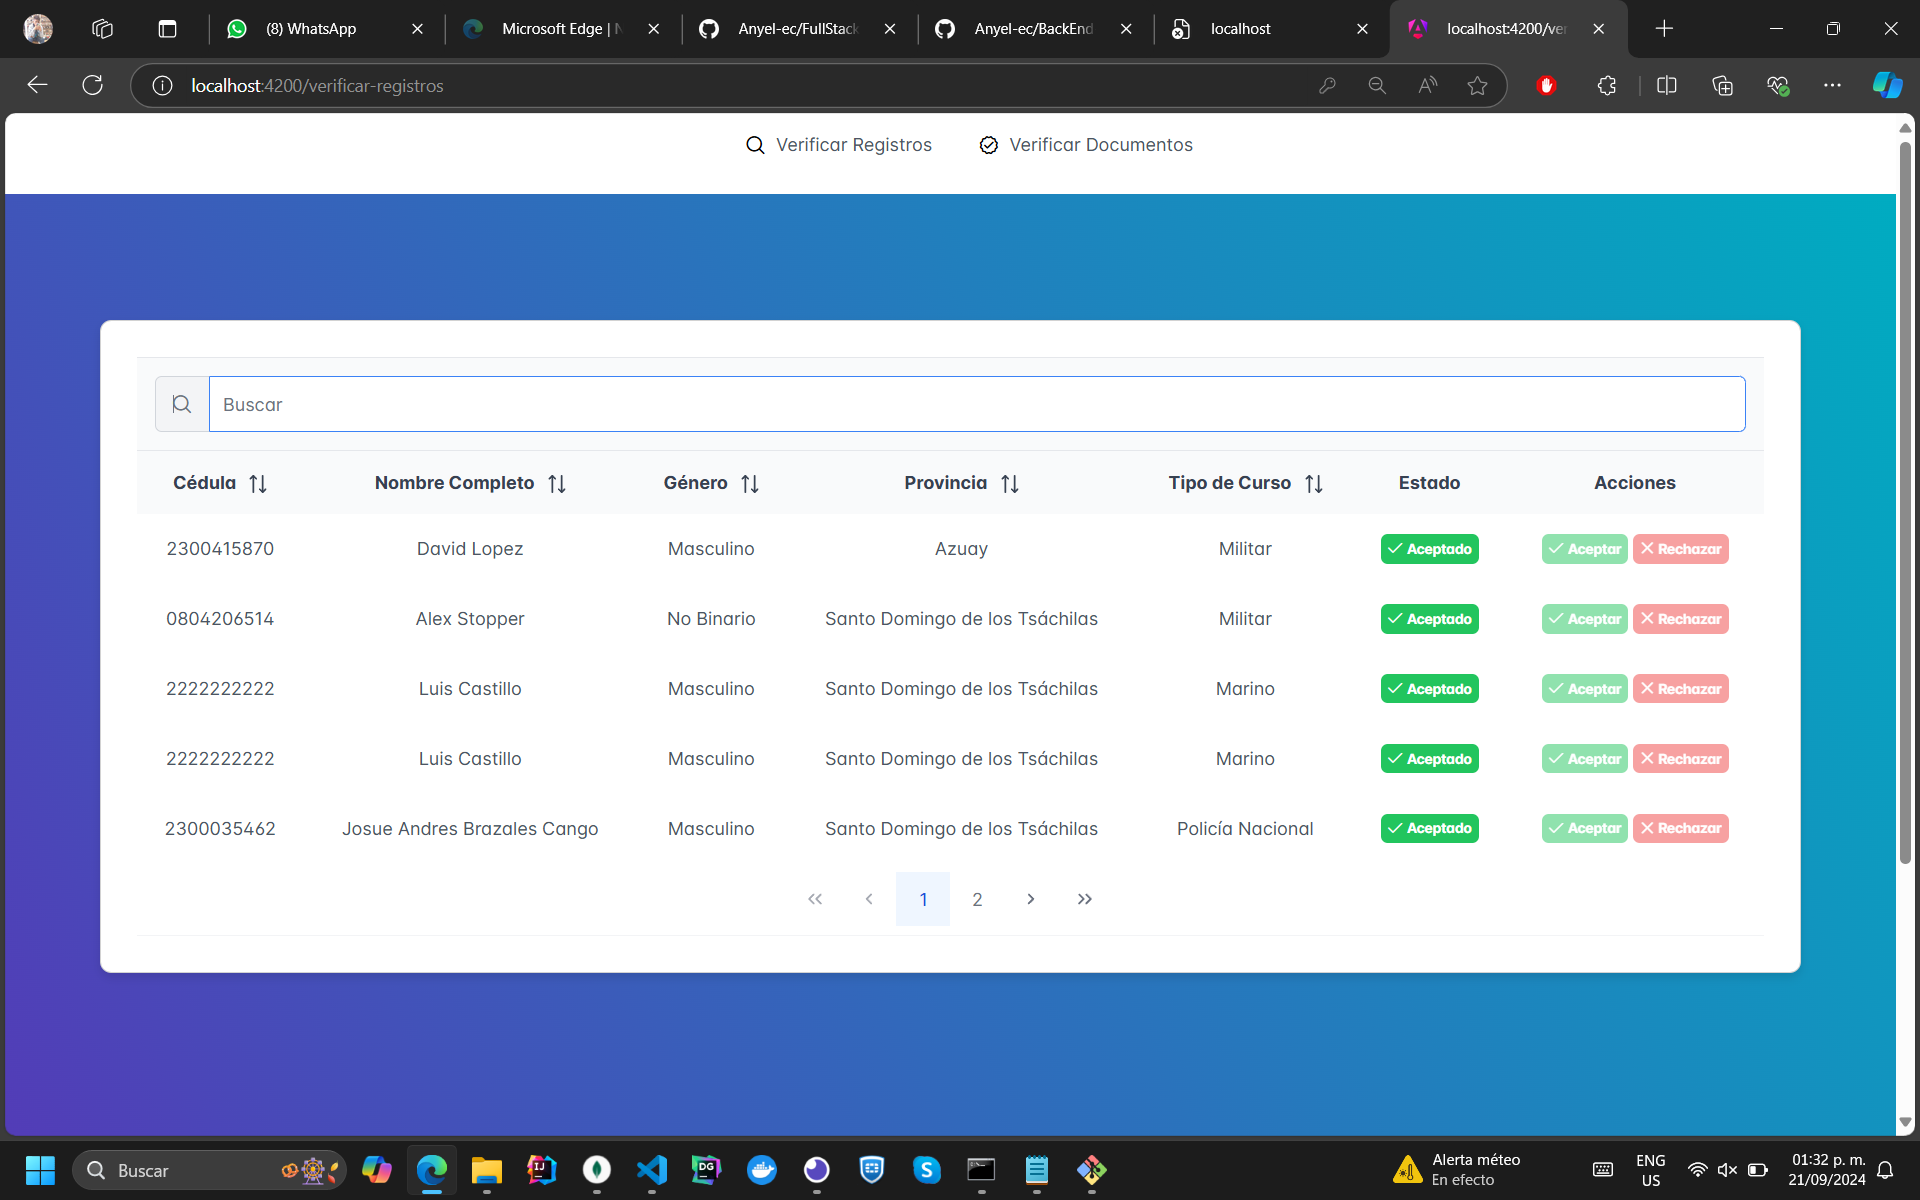 (8) WhatsApp
Microsoft Edge | N
Anyel-ec/FullStack
Anyel-ec/BackEnd
localhost
localhost:4200/ver
localhost:4200/verificar-registros
Verificar Registros Verificar Documentos
Buscar
Cédula Nombre Completo Género Provincia Tipo de Curso Estado Acciones
2300415870 David Lopez Masculino Azuay Militar Aceptado Aceptar Rechazar
0804206514 Alex Stopper No Binario Santo Domingo de los Tsáchilas Militar Aceptado Aceptar Rechazar
2222222222 Luis Castillo Masculino Santo Domingo de los Tsáchilas Marino Aceptado Aceptar Rechazar
2222222222 Luis Castillo Masculino Santo Domingo de los Tsáchilas Marino Aceptado Aceptar Rechazar
2300035462 Josue Andres Brazales Cango Masculino Santo Domingo de los Tsáchilas Policía Nacional Aceptado Aceptar Rechazar
« ‹ 1 2 › »
Buscar
IJ
DG
S
Alerta méteo
En efecto
ENG
US
01:32 p. m.
21/09/2024